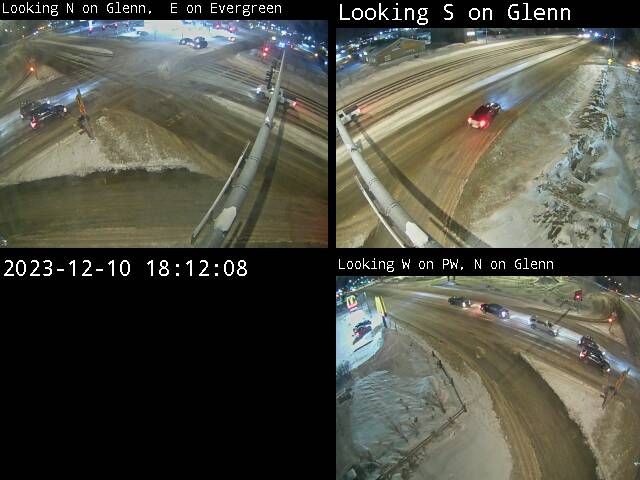 Looking N on Glenn,  E on Evergreen
Looking S on Glenn
2023-12-10 18:12:08
Looking W on PW, N on Glenn